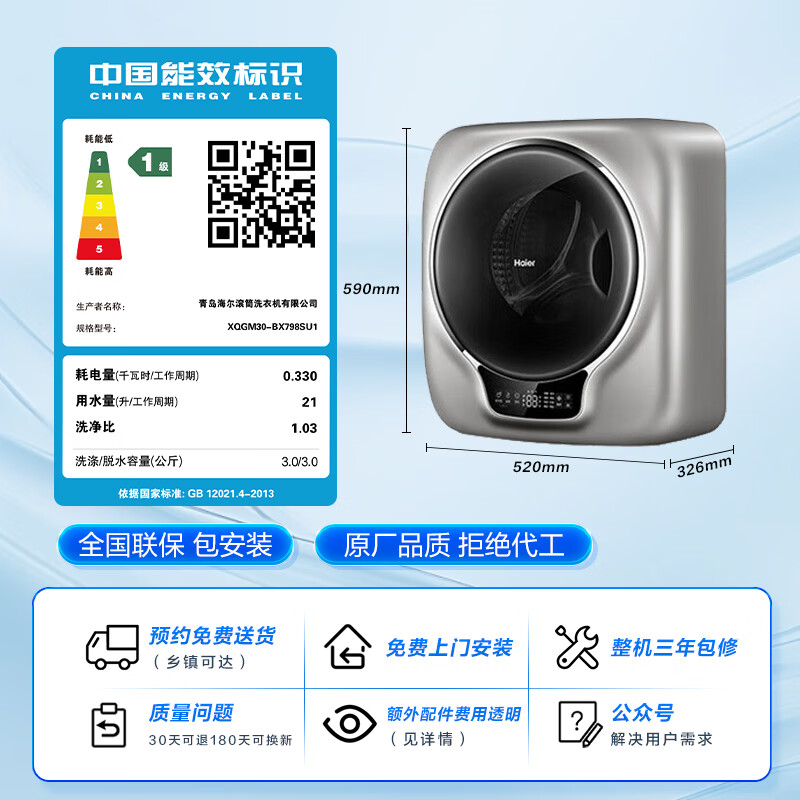 中国能效标识
CHINA ENERGY LABEL
耗能低
1
2
3
4
5
耗能高
1级
生产者名称:
青岛海尔滚筒洗衣机有限公司
规格型号:
XQGM30-BX798SU1
耗电量(千瓦时/工作周期)
0.330
用水量(升/工作周期)
21
洗净比
1.03
洗涤/脱水容量(公斤)
3.0/3.0
依据国家标准: GB 12021.4-2013
Haier
590mm
520mm
326mm
全国联保 包安装
原厂品质 拒绝代工
预约免费送货
(乡镇可达)
免费上门安装
整机三年包修
质量问题
30天可退180天可换新
额外配件费用透明
(见详情)
公众号
解决用户需求